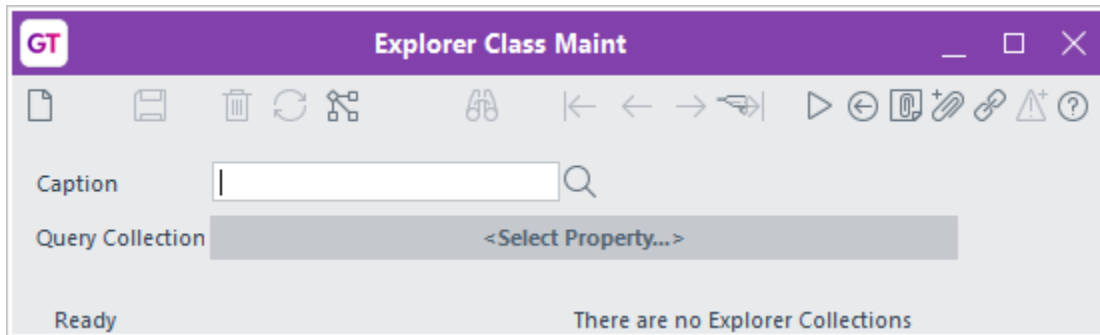 GT Explorer Class Maint
Caption
Query Collection <Select Property...>
Ready There are no Explorer Collections